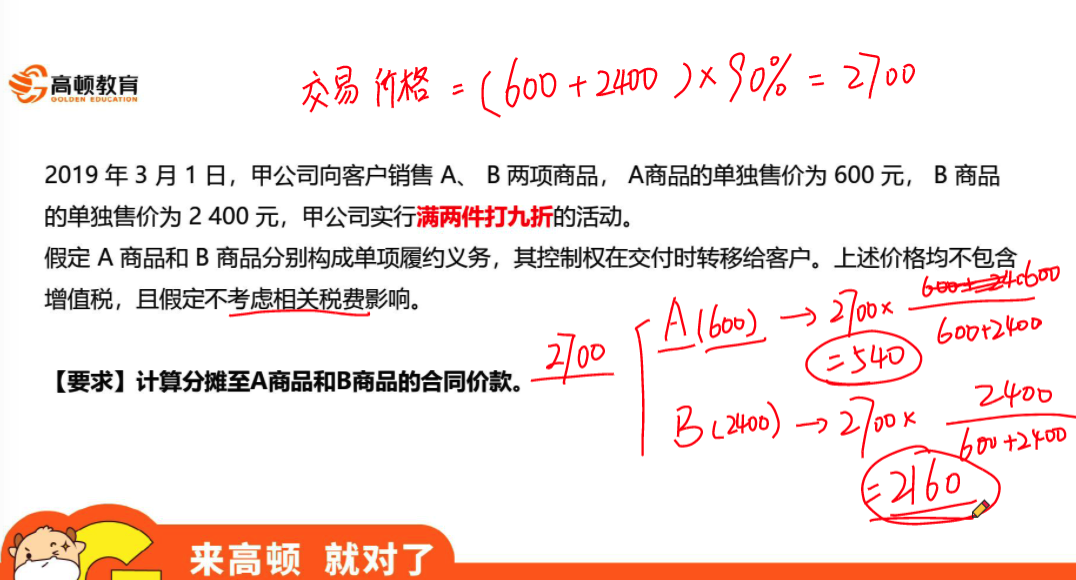 交易价格 = (600+2400)×90% = 2700
高顿教育
GOLDEN EDUCATION
2019 年 3 月 1 日，甲公司向客户销售 A、 B 两项商品， A商品的单独售价为 600 元， B 商品
的单独售价为 2 400 元，甲公司实行满两件打九折的活动。
假定 A 商品和 B 商品分别构成单项履约义务，其控制权在交付时转移给客户。上述价格均不包含
增值税，且假定不考虑相关税费影响。
【要求】计算分摊至A商品和B商品的合同价款。
2700
A(600) → 2700×
600
600+2400
=540
B(2400) → 2700×
2400
600+2400
=2160
来高顿 就对了